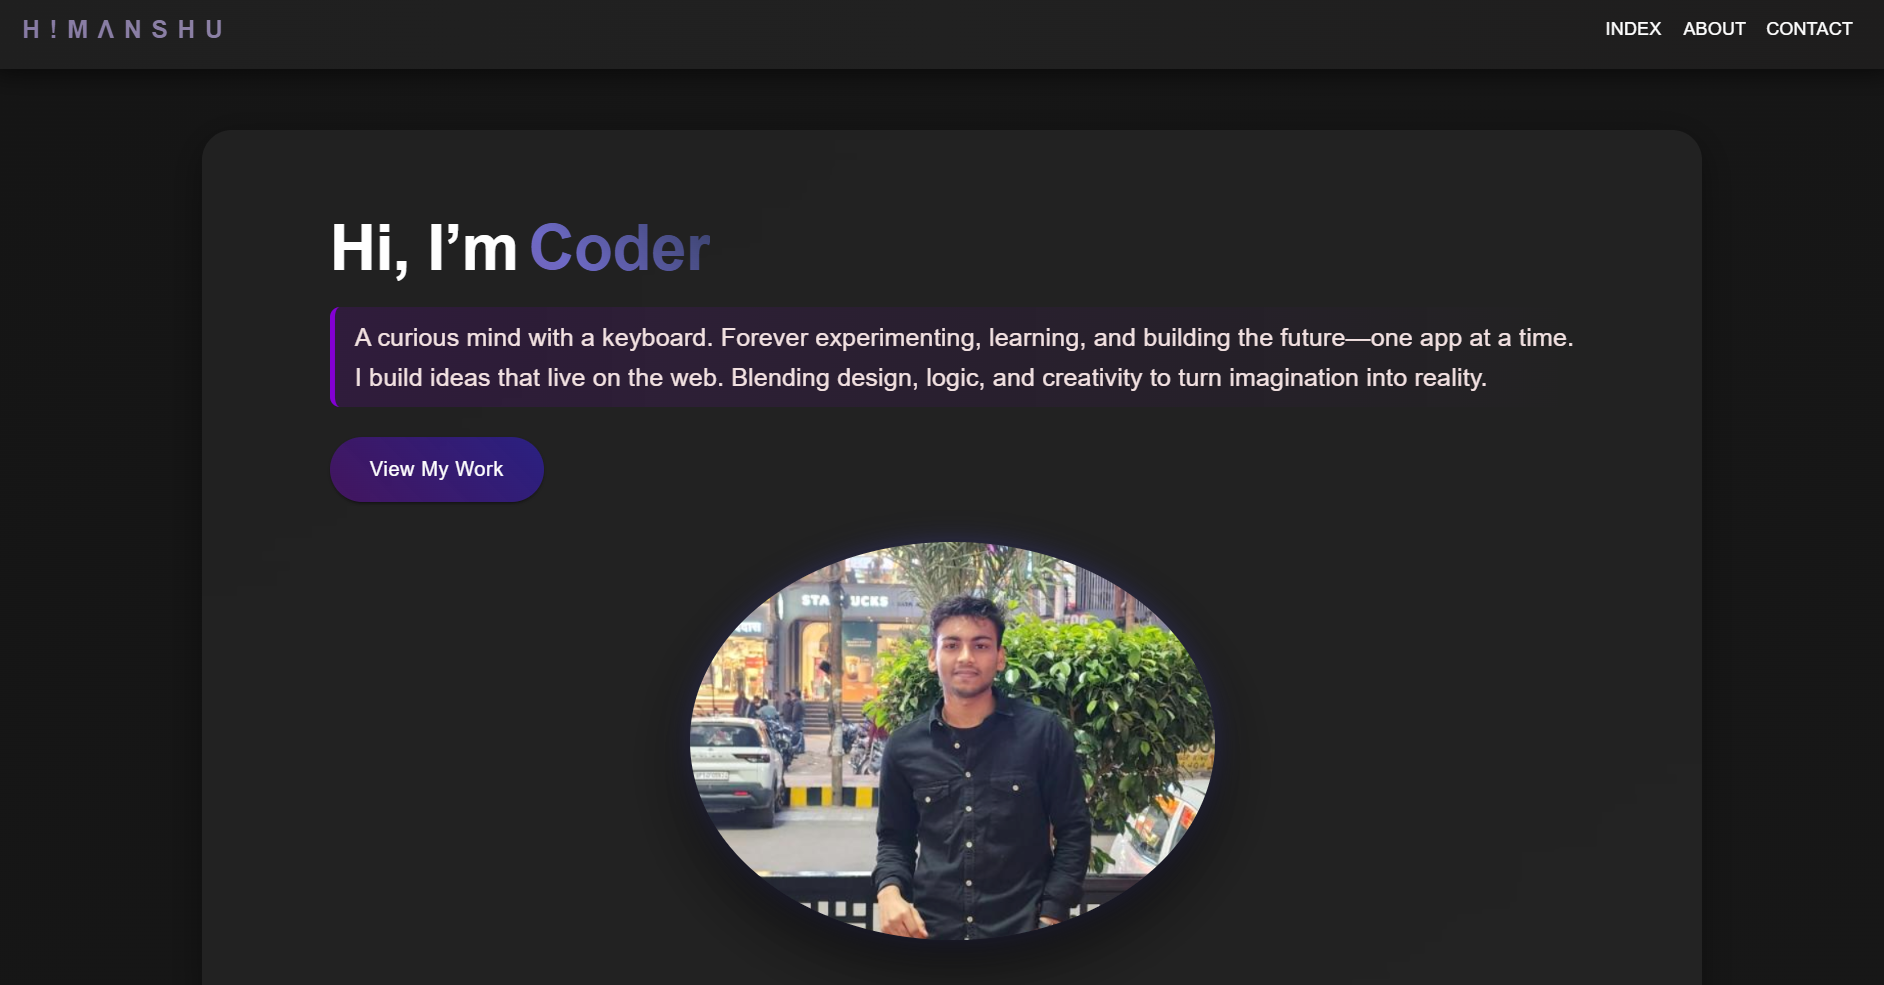 H!MΛNSHU
INDEX ABOUT CONTACT
Hi, I’m Coder
A curious mind with a keyboard. Forever experimenting, learning, and building the future—one app at a time.
I build ideas that live on the web. Blending design, logic, and creativity to turn imagination into reality.
View My Work